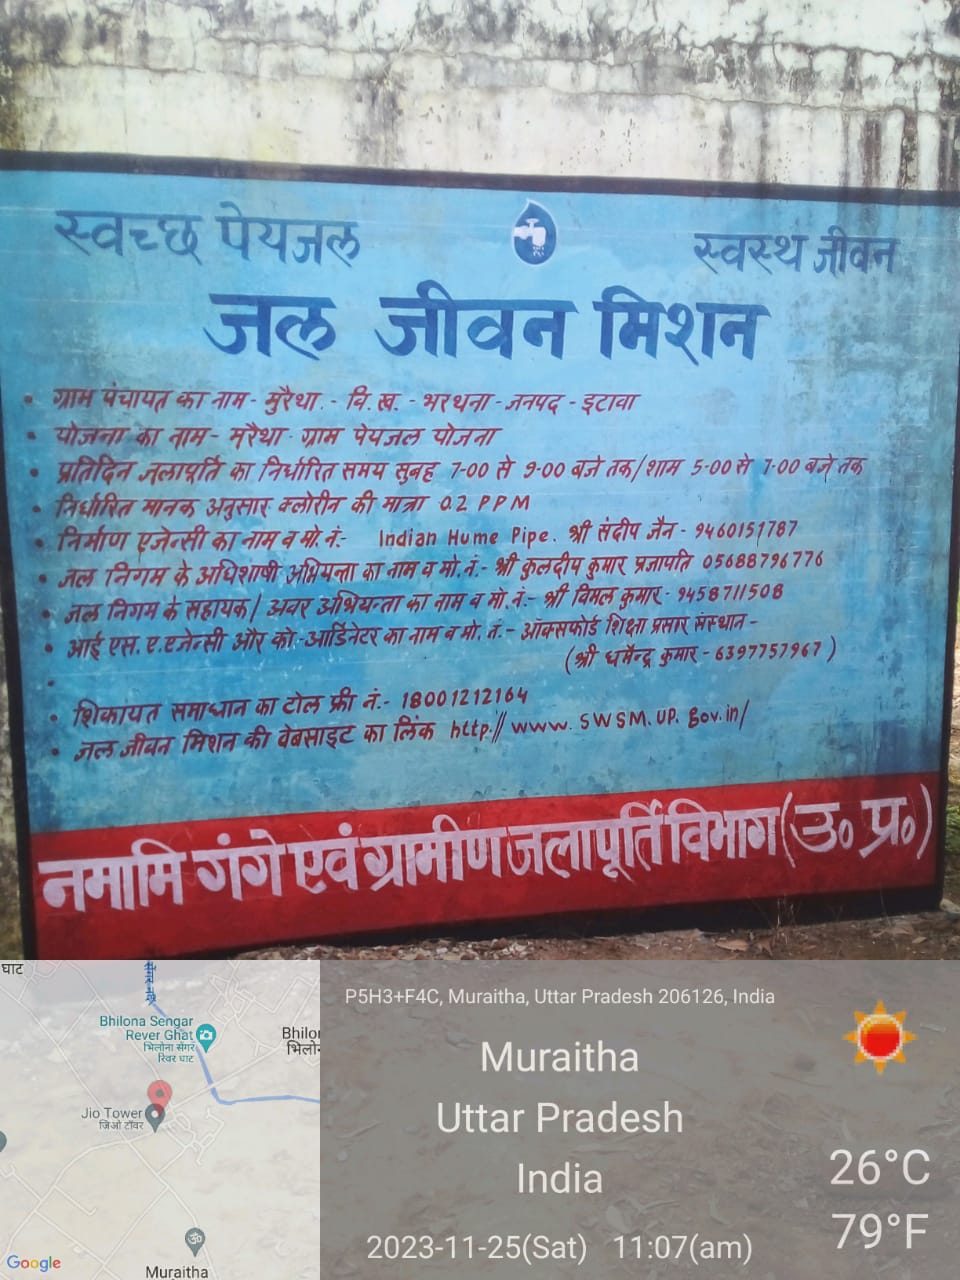 स्वच्छ पेयजल स्वस्थ जीवन
जल जीवन मिशन
• ग्राम पंचायत का नाम - मुरैथा - वि. ख. - भरथना - जनपद - इटावा
• योजना का नाम - मरैथा ग्राम पेयजल योजना
• प्रतिदिन जलापूर्ति का निर्धारित समय सुबह 7-00 से 9-00 बजे तक/शाम 5-00 से 7-00 बजे तक
• निर्धारित मानक अनुसार क्लोरीन की मात्रा 0.2 PPM
• निर्माण एजेन्सी का नाम व मो. नं:- Indian Hume Pipe. श्री संदीप जैन - 9460151787
• जल निगम के अधिशाषी अभियन्ता का नाम व मो. नं.- श्री कुलदीप कुमार प्रजापति 05688796776
• जल निगम के सहायक/ अवर अभियन्ता का नाम व मो. नं.- श्री विमल कुमार - 9458711508
• आई एस. ए. एजेन्सी और को.-आर्डिनेटर का नाम व मो. नं.- ऑक्सफोर्ड शिक्षा प्रसार संस्थान -
(श्री धर्मेन्द्र कुमार - 6397757967)
• शिकायत समाधान का टोल फ्री नं.- 18001212164
• जल जीवन मिशन की वेबसाइट का लिंक http:// www. SWSM. UP. Gov.in/
नमामि गंगे एवं ग्रामीण जलापूर्ति विभाग (उ० प्र०)
घाट
Bhilona Sengar
Rever Ghat
भिलोना सेंगर
रिवर घाट
Bhilon
भिलोन
Jio Tower
जिओ टॉवर
Muraitha
Google
P5H3+F4C, Muraitha, Uttar Pradesh 206126, India
Muraitha
Uttar Pradesh
India
2023-11-25(Sat) 11:07(am)
26°C
79°F